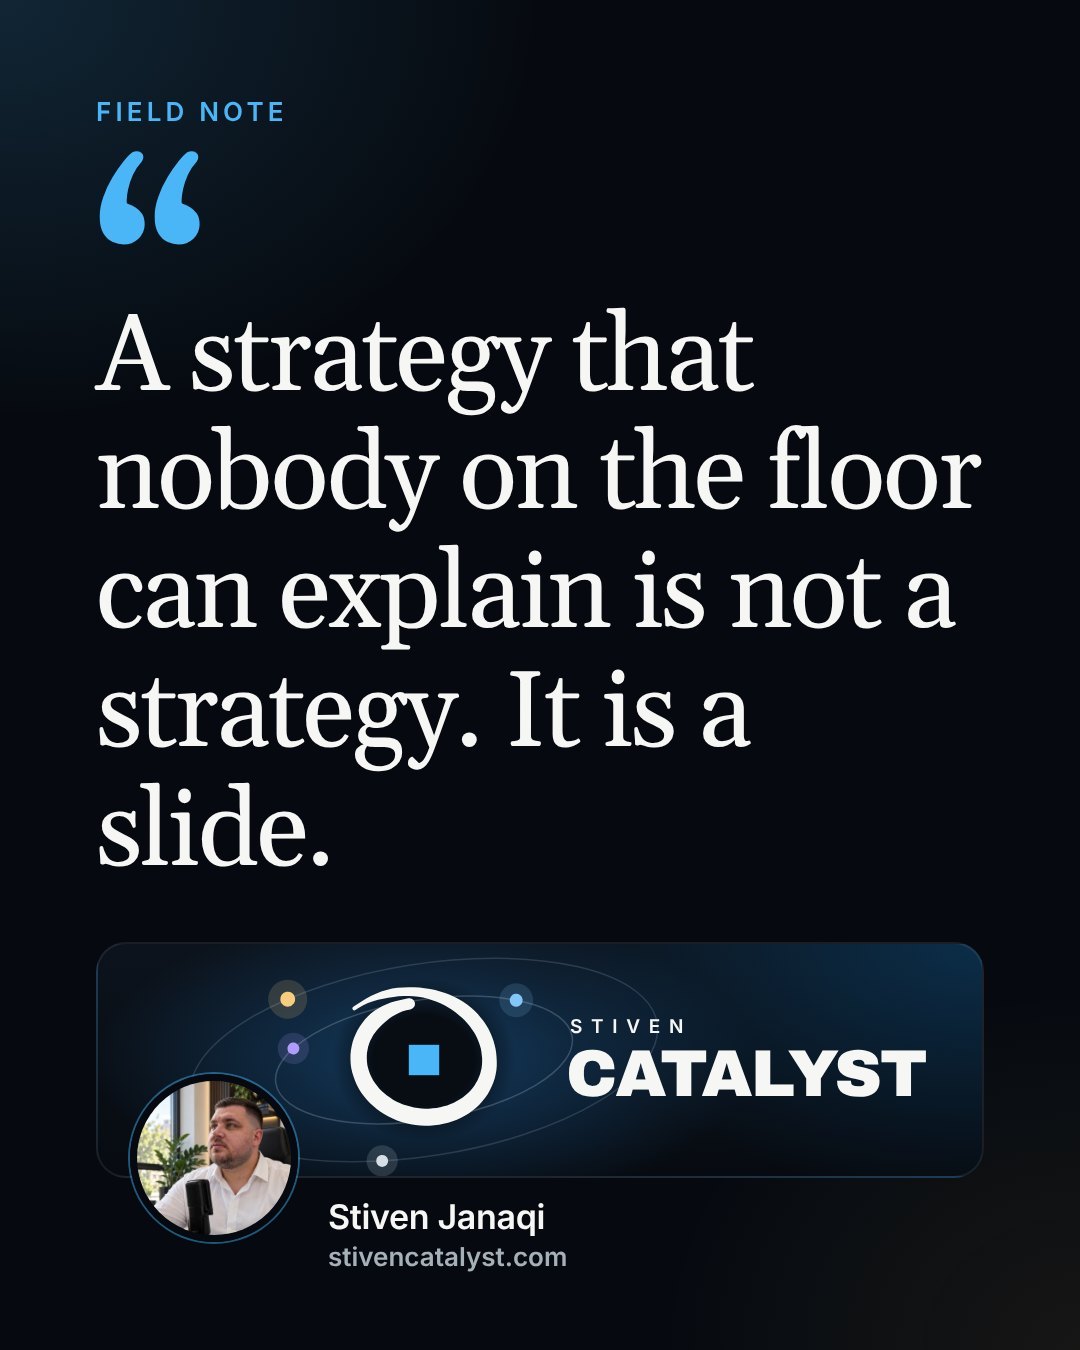 FIELD NOTE
“
A strategy that
nobody on the floor
can explain is not a
strategy. It is a
slide.
STIVEN
CATALYST
Stiven Janaqi
stivencatalyst.com